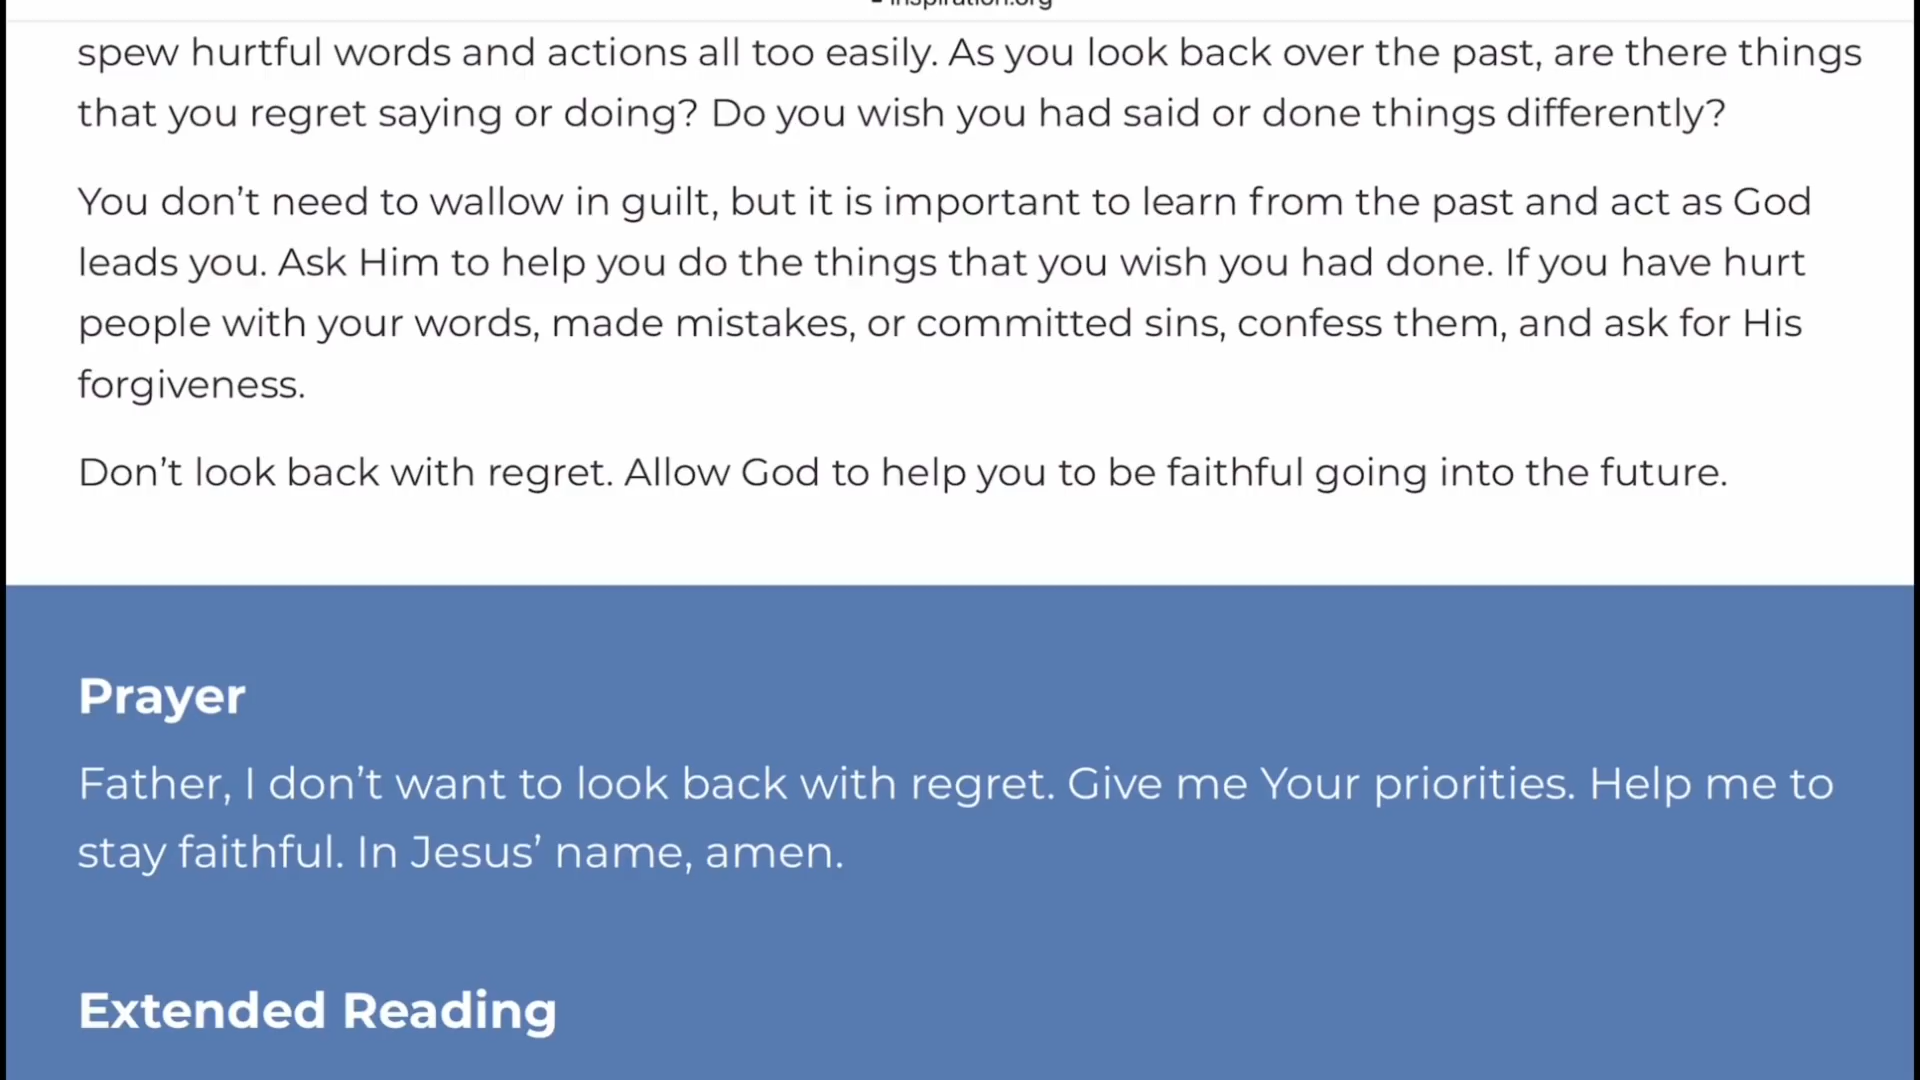 inspiration.org
spew hurtful words and actions all too easily. As you look back over the past, are there things
that you regret saying or doing? Do you wish you had said or done things differently?
You don’t need to wallow in guilt, but it is important to learn from the past and act as God
leads you. Ask Him to help you do the things that you wish you had done. If you have hurt
people with your words, made mistakes, or committed sins, confess them, and ask for His
forgiveness.
Don’t look back with regret. Allow God to help you to be faithful going into the future.
Prayer
Father, I don’t want to look back with regret. Give me Your priorities. Help me to
stay faithful. In Jesus’ name, amen.
Extended Reading